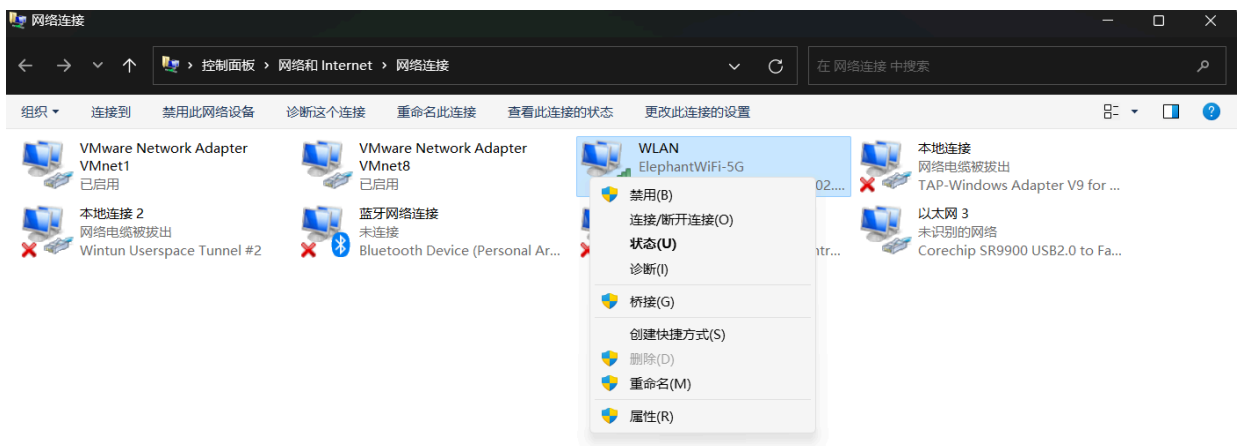 网络连接
控制面板 › 网络和 Internet › 网络连接
在 网络连接 中搜索
组织 连接到 禁用此网络设备 诊断这个连接 重命名此连接 查看此连接的状态 更改此连接的设置
VMware Network Adapter
VMnet1
已启用
VMware Network Adapter
VMnet8
已启用
WLAN
ElephantWiFi-5G
02....
本地连接
网络电缆被拔出
TAP-Windows Adapter V9 for ...
本地连接 2
网络电缆被拔出
Wintun Userspace Tunnel #2
蓝牙网络连接
未连接
Bluetooth Device (Personal Ar...
ntr...
以太网 3
未识别的网络
Corechip SR9900 USB2.0 to Fa...
禁用(B)
连接/断开连接(O)
状态(U)
诊断(I)
桥接(G)
创建快捷方式(S)
删除(D)
重命名(M)
属性(R)